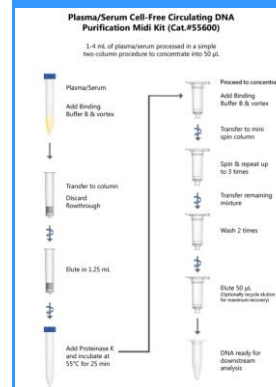 Plasma/Serum Cell-Free Circulating DNA
Purification Midi Kit (Cat.#55600)
1-4 mL of plasma/serum processed in a simple
two-column procedure to concentrate into 50 µL
Plasma/Serum
Add Binding
Buffer B & vortex
Transfer to column
Discard
flowthrough
Elute in 1.25 mL
Add Proteinase K
and incubate at
55°C for 25 min
Proceed to concentra
Add Binding
Buffer B & vortex
Transfer to mini
spin column
Spin & repeat up
to 3 times
Transfer remaining
mixture
Wash 2 times
Elute 50 µL
(Optionally recycle elution
for maximum recovery)
DNA ready for
downstream
analysis